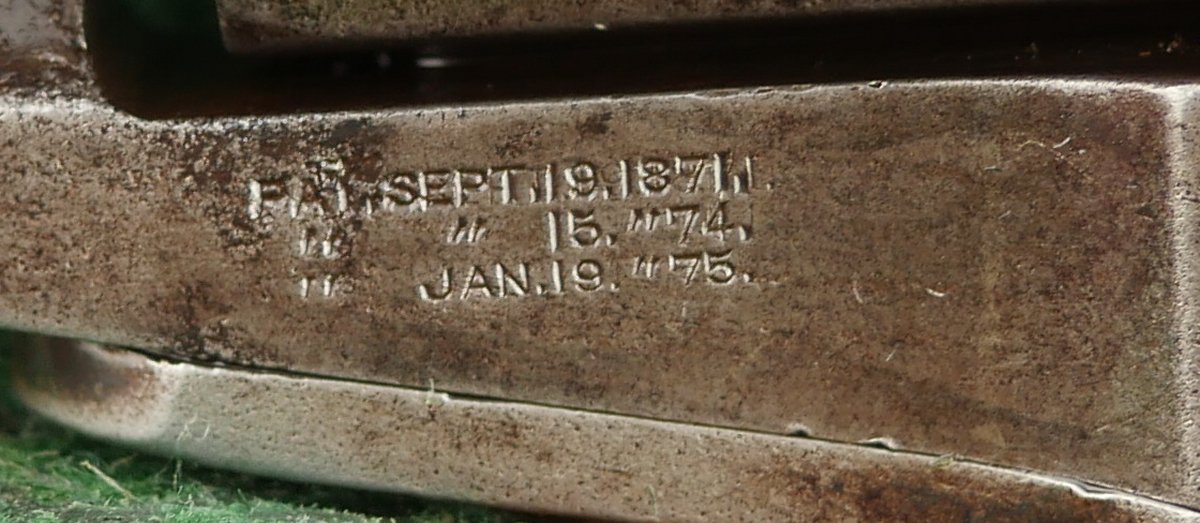 PAT. SEPT. 19. 1871.
" " 15. " 74.
" JAN. 19. " 75.